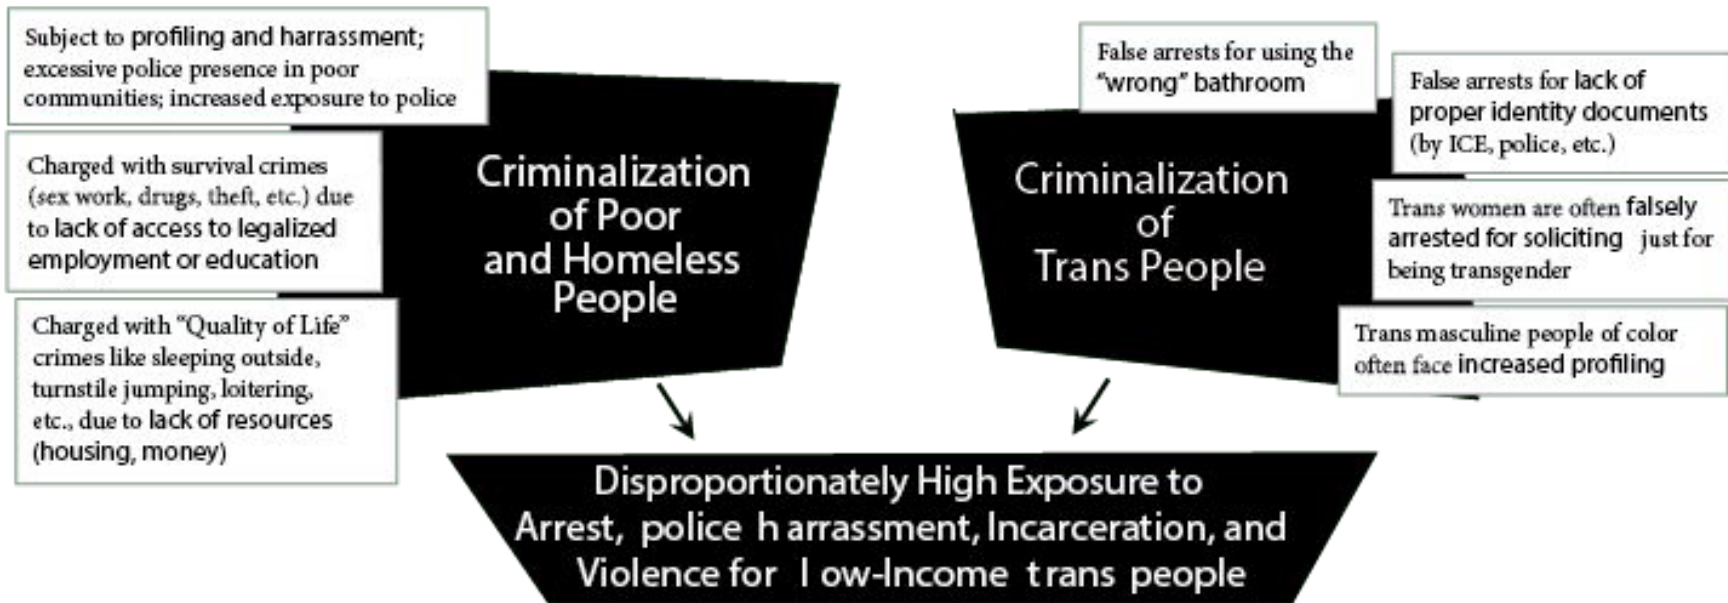 Subject to profiling and harrassment;
excessive police presence in poor
communities; increased exposure to police
Charged with survival crimes
(sex work, drugs, theft, etc.) due
to lack of access to legalized
employment or education
Charged with “Quality of Life”
crimes like sleeping outside,
turnstile jumping, loitering,
etc., due to lack of resources
(housing, money)
Criminalization
of Poor
and Homeless
People
False arrests for using the
“wrong” bathroom
False arrests for lack of
proper identity documents
(by ICE, police, etc.)
Trans women are often falsely
arrested for soliciting just for
being transgender
Trans masculine people of color
often face increased profiling
Criminalization
of
Trans People
Disproportionately High Exposure to
Arrest, police h arrassment, Incarceration, and
Violence for l ow-Income t rans people